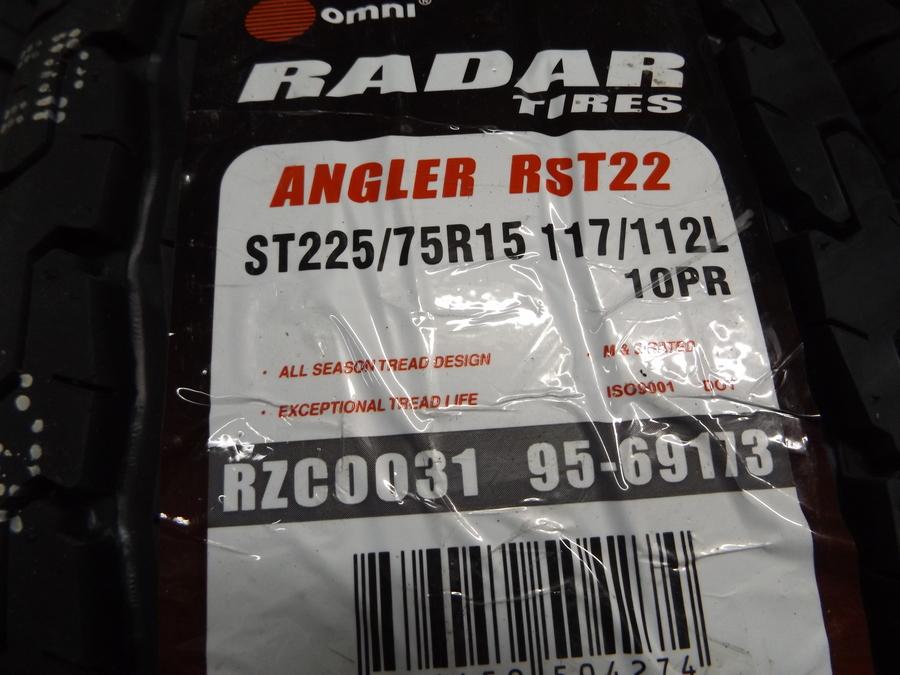 omni®
RADAR
TIRES
ANGLER RST22
ST225/75R15 117/112L
10PR
· ALL SEASON TREAD DESIGN
· M & S RATED
· EXCEPTIONAL TREAD LIFE
ISO9001 DOT
RZC0031 95-69173
504274